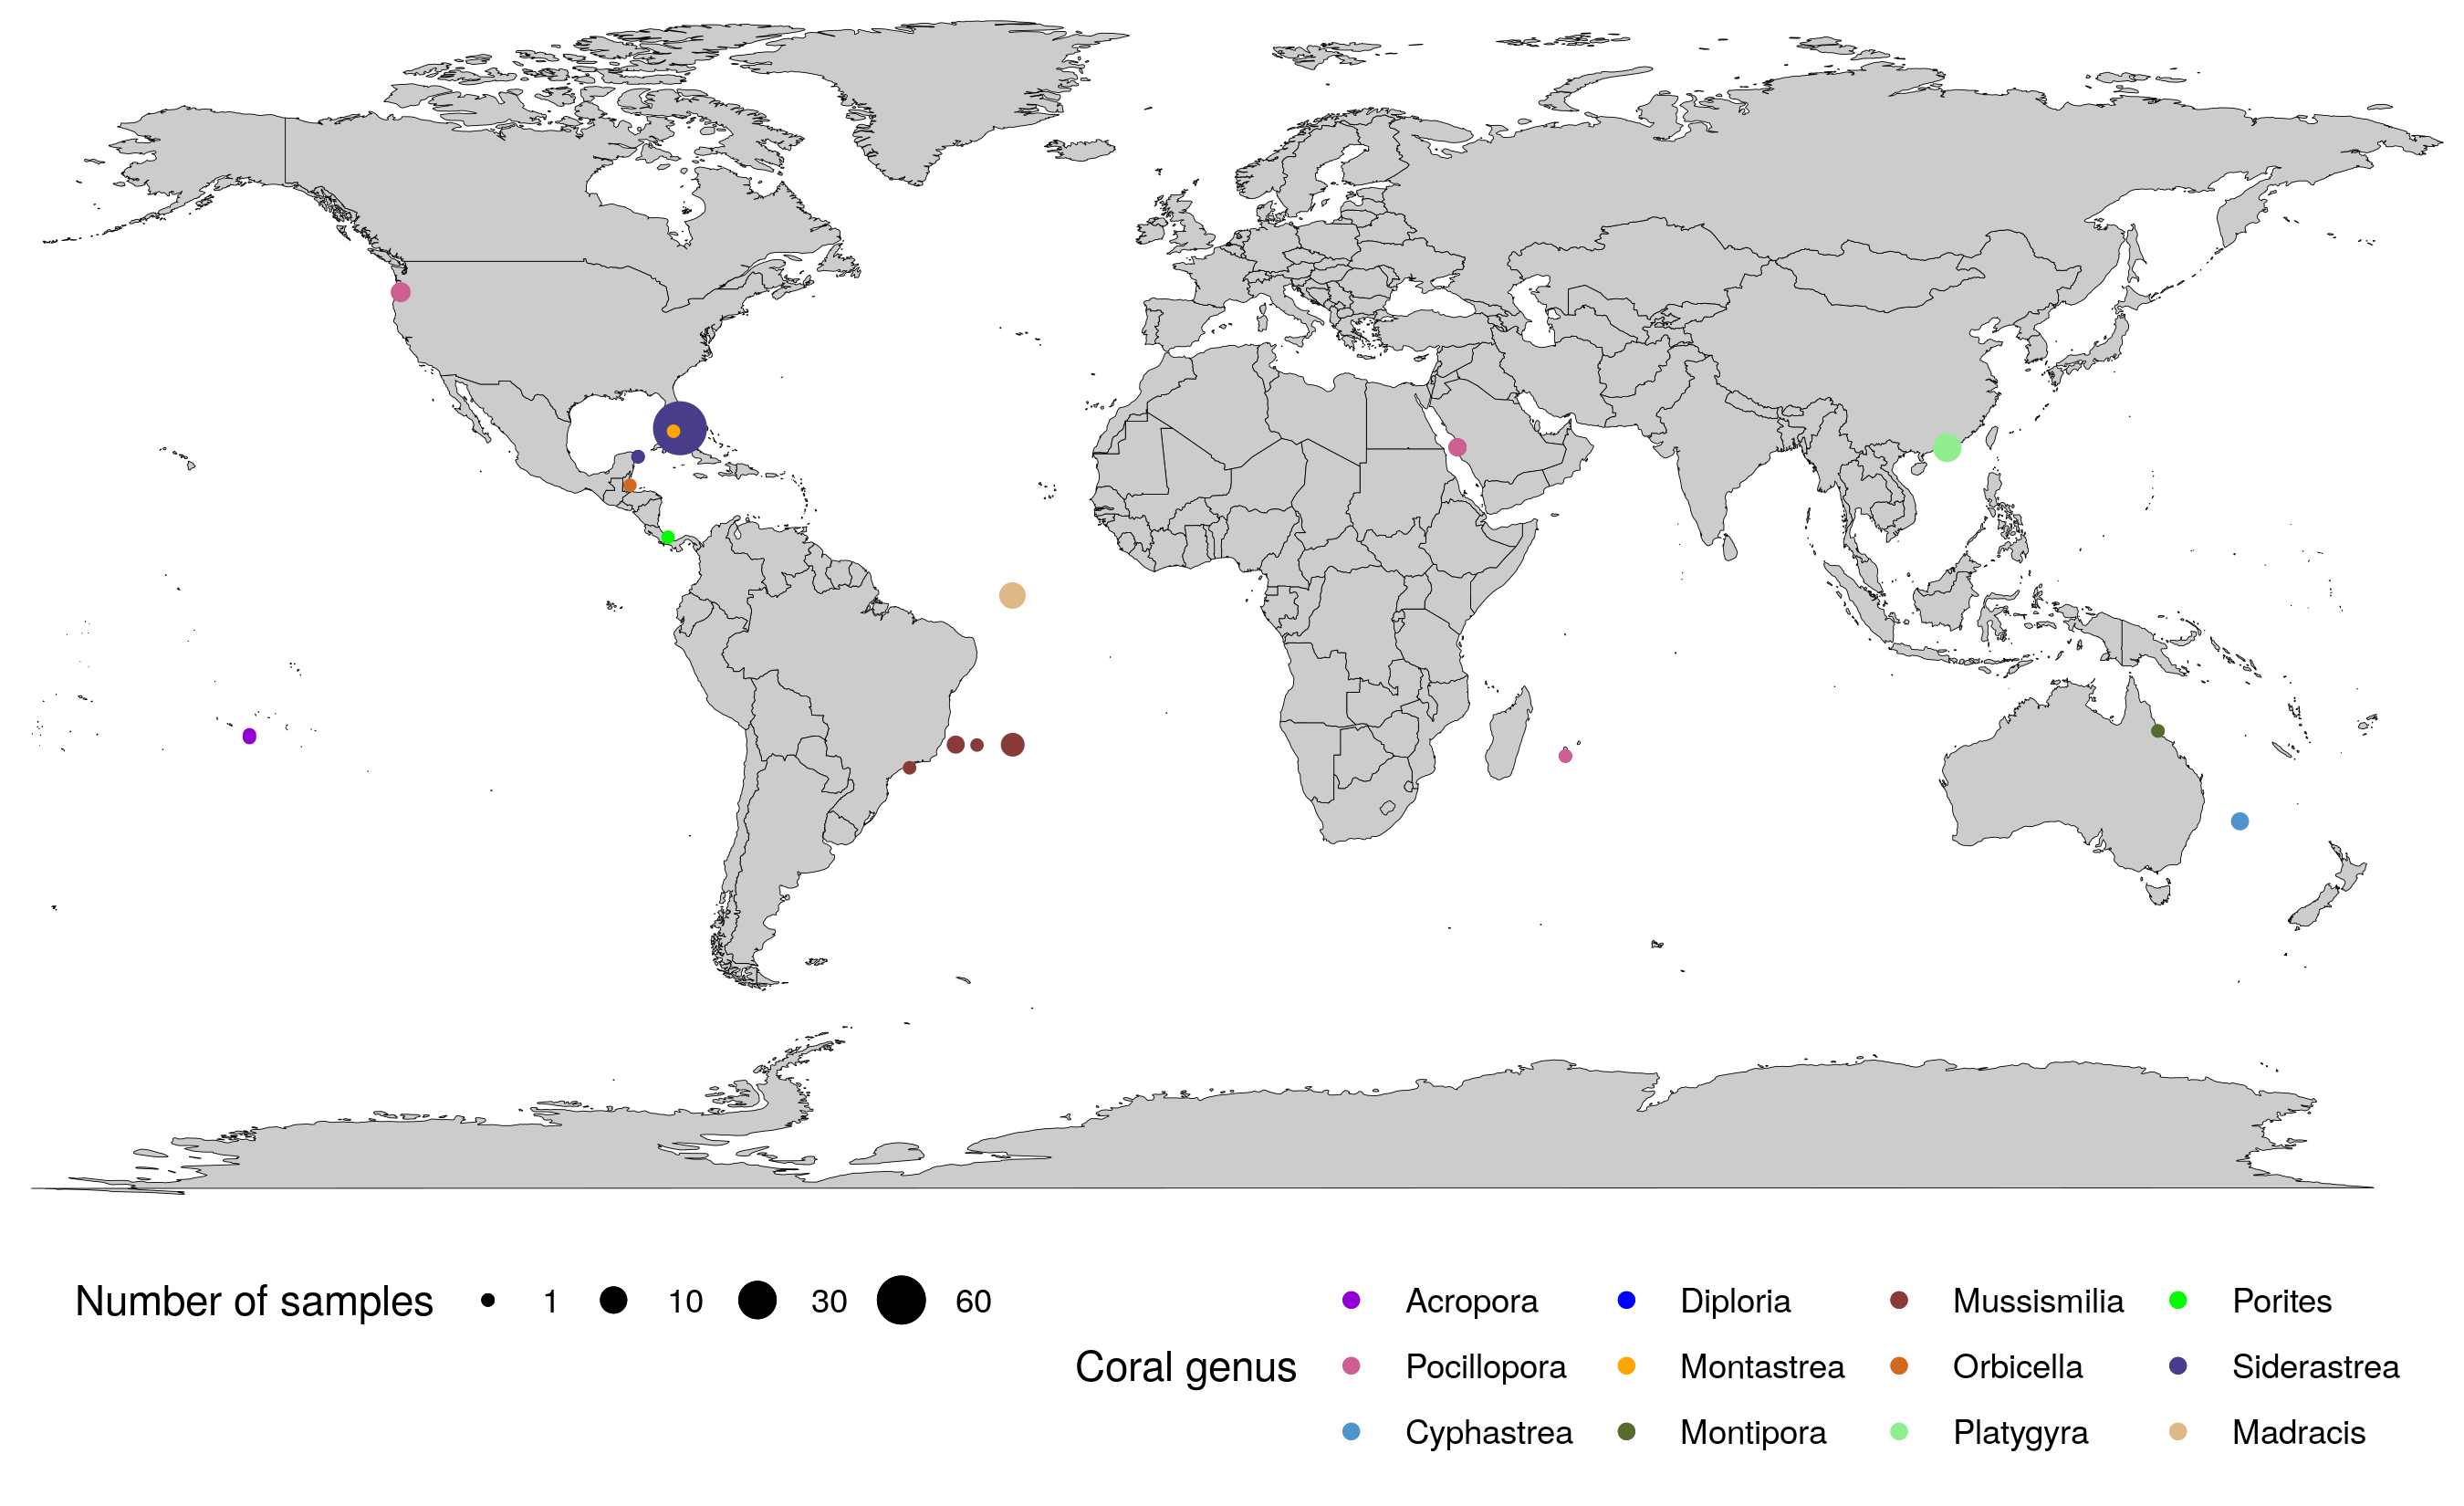 Number of samples 1 10 30 60
Acropora Diploria Mussismilia Porites
Coral genus Pocillopora Montastrea Orbicella Siderastrea
Cyphastrea Montipora Platygyra Madracis